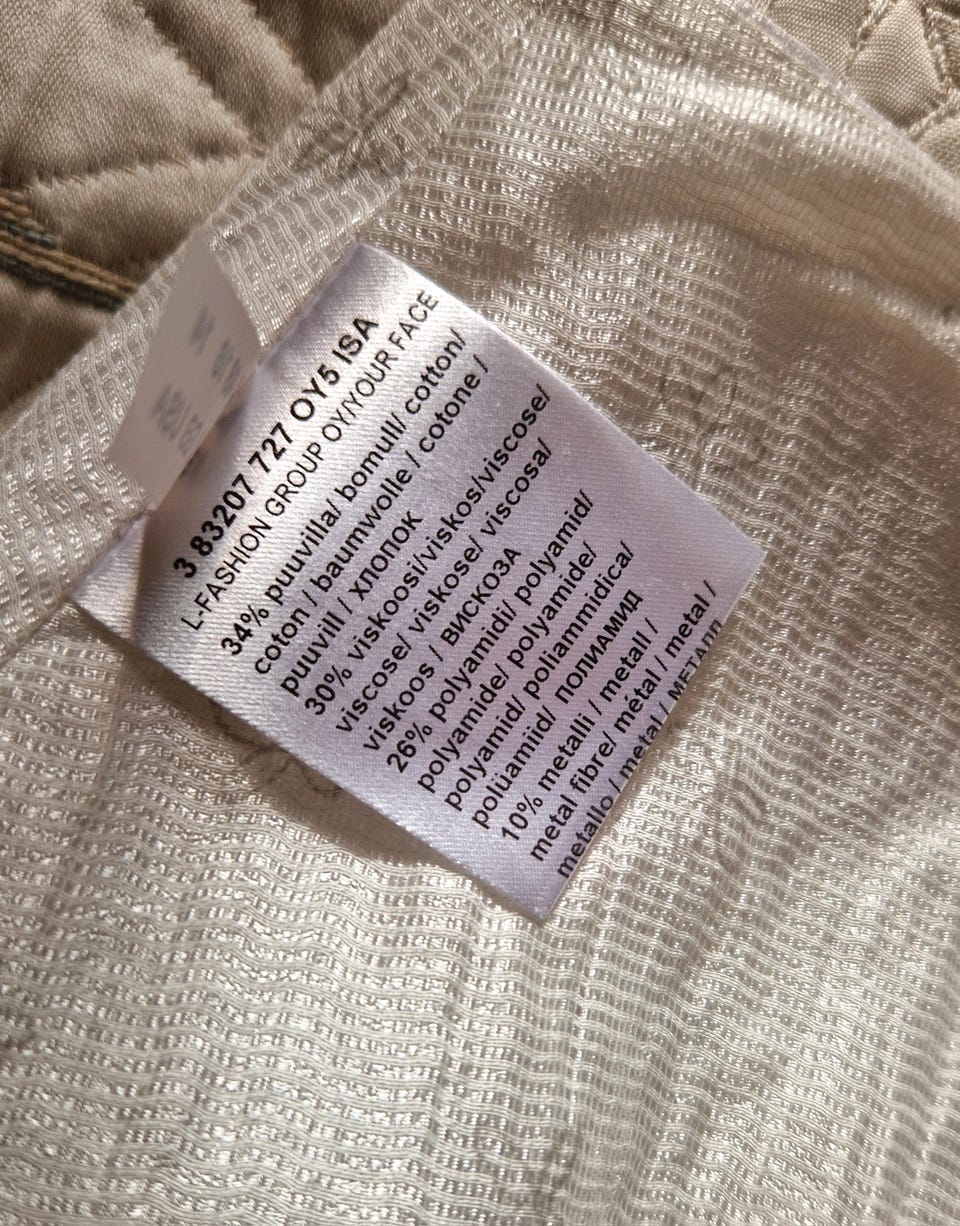 3 83207 727 OY5 ISA
L-FASHION GROUP OY/YOUR FACE
34% puuvilla/ bomull/ cotton/
coton / baumwolle / cotone /
puuvill / ХЛОПОК
30% viskoosi/viskos/viscose/
viscose/ viskose/ viscosa/
viskoos / ВИСКОЗА
26% polyamidi/ polyamid/
polyamide/ polyamide/
polyamid/ poliammidica/
polüamiid/ ПОЛИАМИД
10% metalli / metall /
metal fibre/ métal / metal /
metallo / metal / МЕТАЛЛ